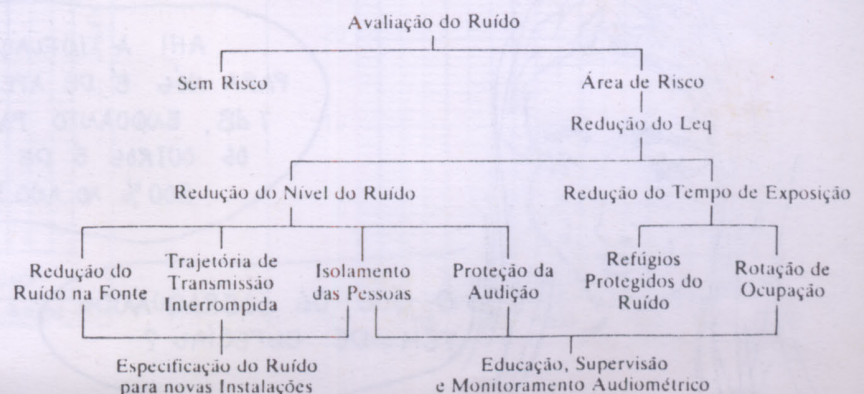 Avaliação do Ruído
Sem Risco
Área de Risco
Redução do Leq
Redução do Nível do Ruído
Redução do Tempo de Exposição
Redução do
Ruído na Fonte
Trajetória de
Transmissão
Interrompida
Isolamento
das Pessoas
Proteção da
Audição
Refúgios
Protegidos do
Ruído
Rotação de
Ocupação
Especificação do Ruído
para novas Instalações
Educação, Supervisão
e Monitoramento Audiométrico